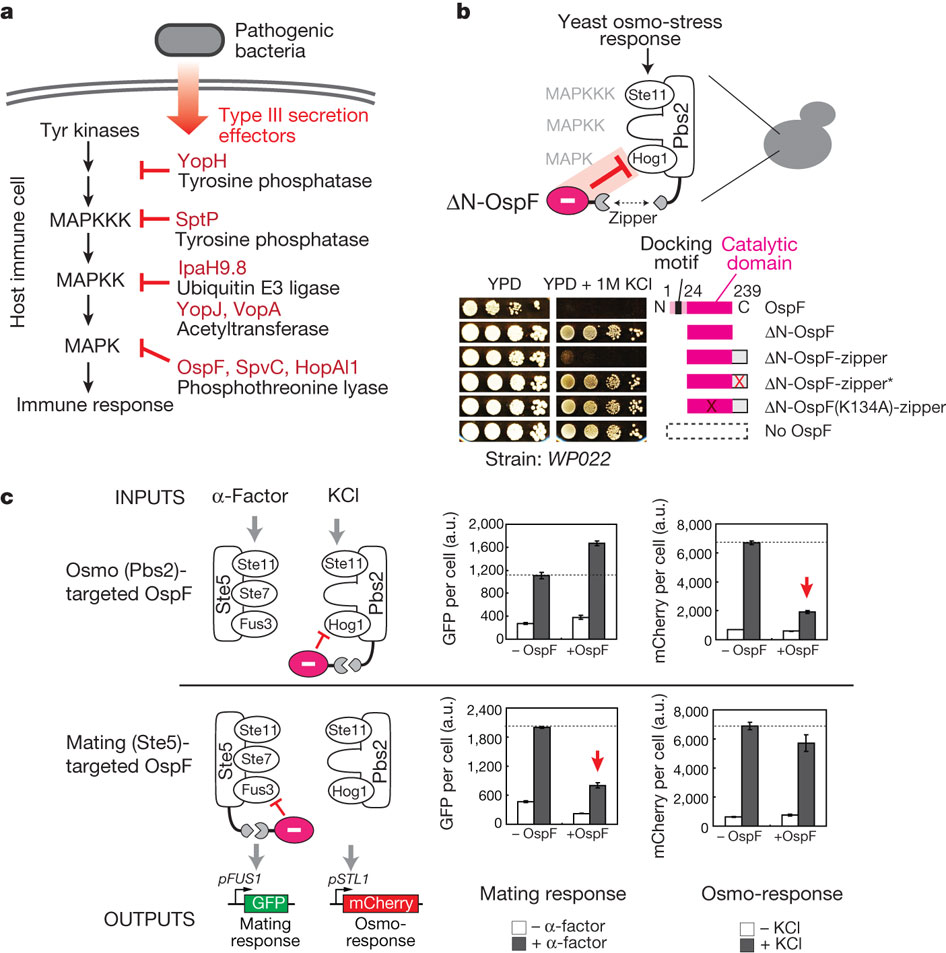 a
Pathogenic
bacteria
Type III secretion
effectors
Host immune cell
Tyr kinases
YopH
Tyrosine phosphatase
MAPKKK
SptP
Tyrosine phosphatase
MAPKK
IpaH9.8
Ubiquitin E3 ligase
YopJ, VopA
Acetyltransferase
MAPK
OspF, SpvC, HopAI1
Phosphothreonine lyase
Immune response
b
Yeast osmo-stress
response
MAPKKK
Ste11
MAPKK
Pbs2
MAPK
Hog1
ΔN-OspF
Zipper
Docking
motif
Catalytic
domain
YPD
YPD + 1M KCl
1 24 239
N C OspF
ΔN-OspF
ΔN-OspF-zipper
X ΔN-OspF-zipper*
X ΔN-OspF(K134A)-zipper
No OspF
Strain: WP022
c
INPUTS
α-Factor
KCl
Osmo (Pbs2)-
targeted OspF
Ste5
Ste11
Ste7
Fus3
Ste11
Pbs2
Hog1
GFP per cell (a.u.)
2,000
1,600
1,200
800
400
0
– OspF +OspF
mCherry per cell (a.u.)
8,000
6,000
4,000
2,000
0
– OspF +OspF
Mating (Ste5)-
targeted OspF
Ste5
Ste11
Ste7
Fus3
Ste11
Pbs2
Hog1
GFP per cell (a.u.)
2,400
1,800
1,200
600
0
– OspF +OspF
mCherry per cell (a.u.)
8,000
6,000
4,000
2,000
0
– OspF +OspF
OUTPUTS
pFUS1
GFP
Mating
response
pSTL1
mCherry
Osmo-
response
Mating response
– α-factor
+ α-factor
Osmo-response
– KCl
+ KCl